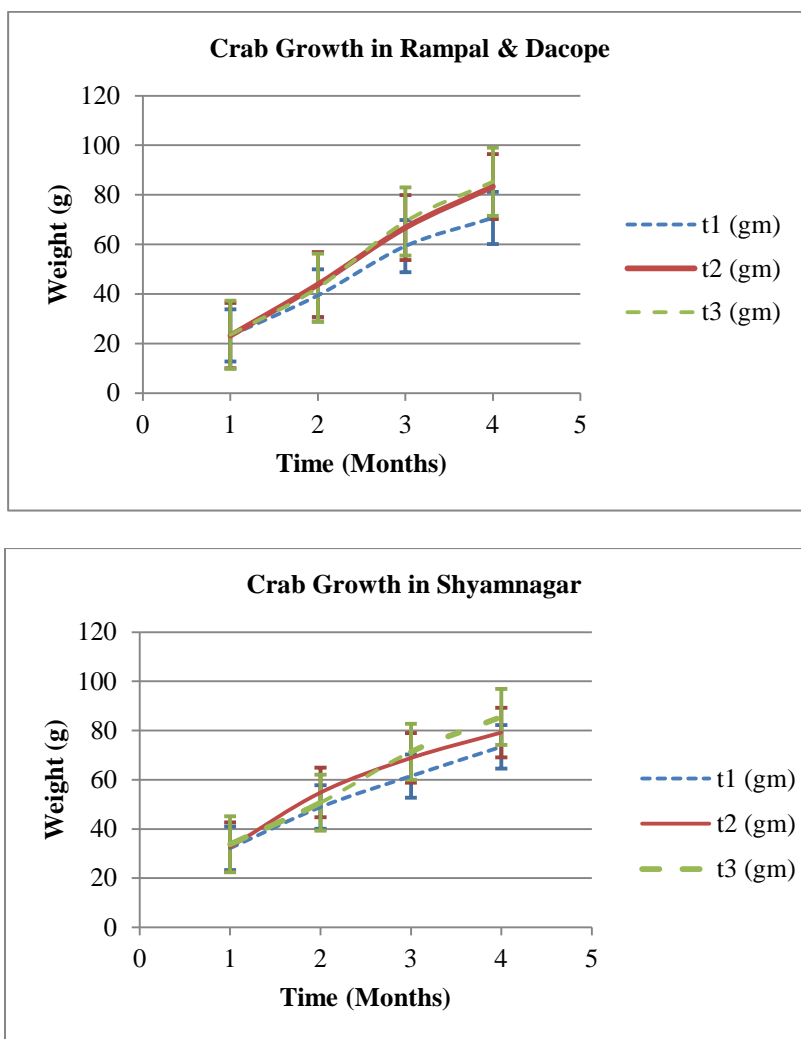 Crab Growth in Rampal & Dacope
120
100
80
60
40
20
0
Weight (g)
0 1 2 3 4 5
Time (Months)
t1 (gm)
t2 (gm)
t3 (gm)
Crab Growth in Shyamnagar
120
100
80
60
40
20
0
Weight (g)
0 1 2 3 4 5
Time (Months)
t1 (gm)
t2 (gm)
t3 (gm)